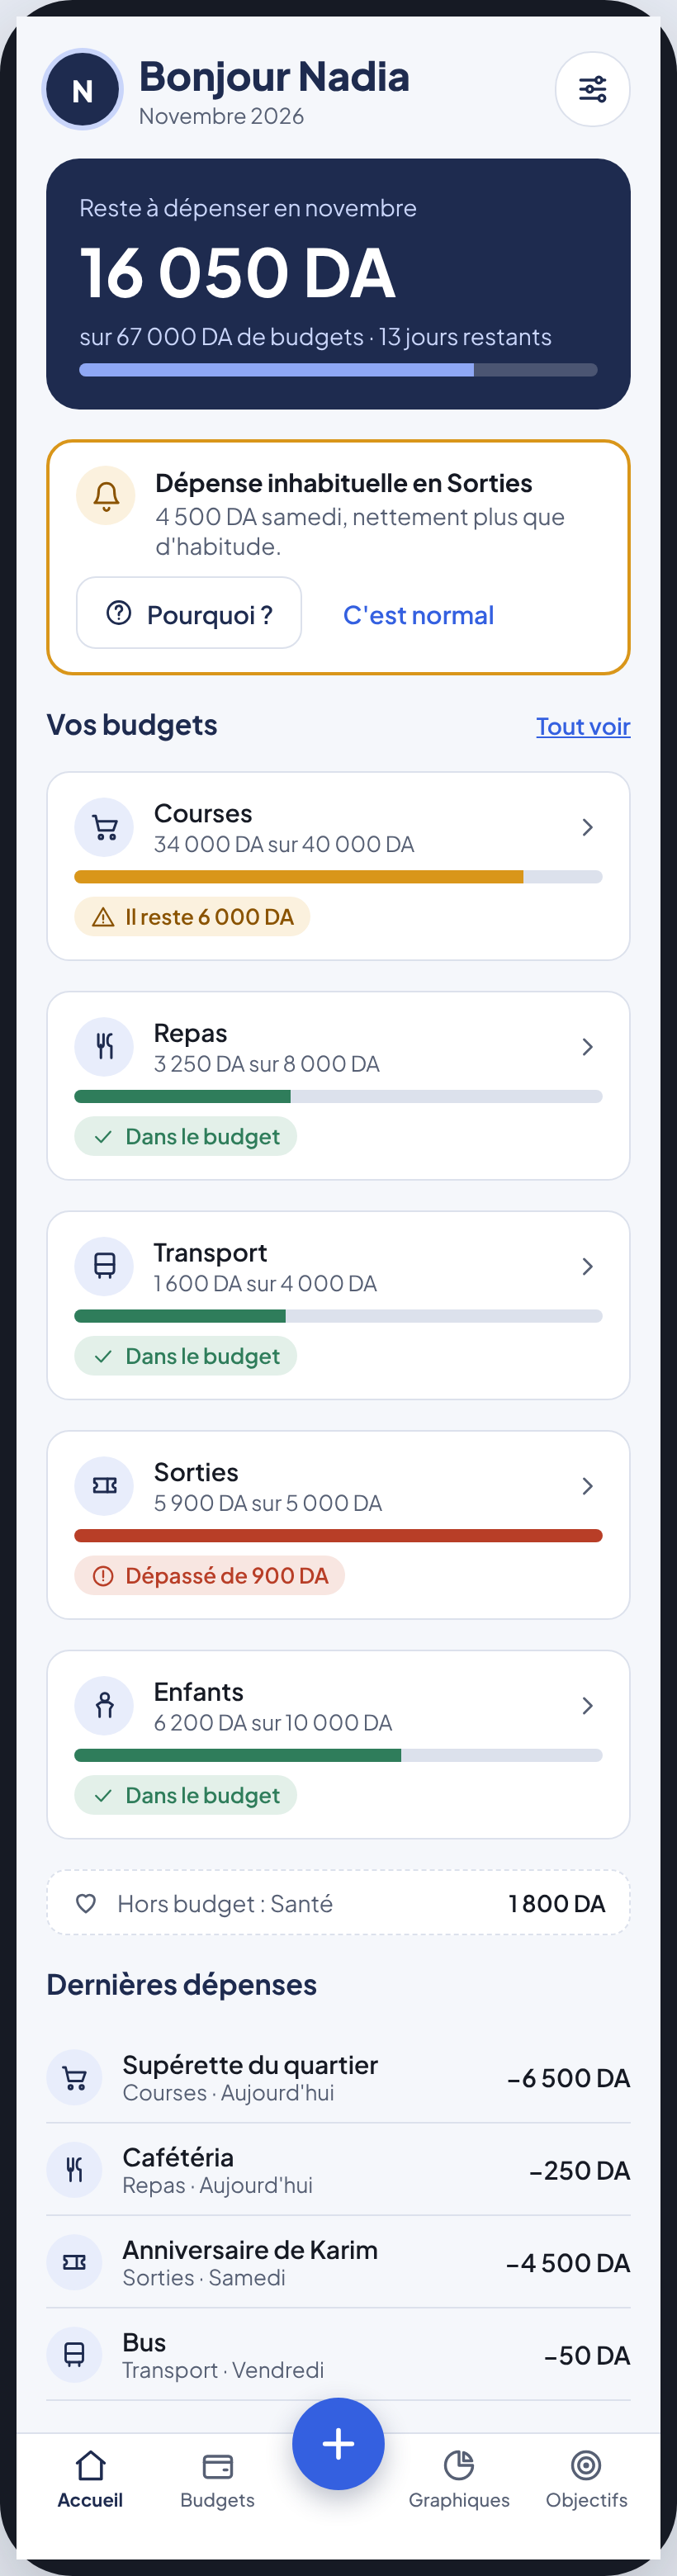 N
Bonjour Nadia
Novembre 2026
Reste à dépenser en novembre
16 050 DA
sur 67 000 DA de budgets · 13 jours restants
Dépense inhabituelle en Sorties
4 500 DA samedi, nettement plus que
d'habitude.
Pourquoi ? C'est normal
Vos budgets Tout voir
Courses
34 000 DA sur 40 000 DA
Il reste 6 000 DA
Repas
3 250 DA sur 8 000 DA
Dans le budget
Transport
1 600 DA sur 4 000 DA
Dans le budget
Sorties
5 900 DA sur 5 000 DA
Dépassé de 900 DA
Enfants
6 200 DA sur 10 000 DA
Dans le budget
Hors budget : Santé 1 800 DA
Dernières dépenses
Supérette du quartier
Courses · Aujourd'hui
−6 500 DA
Cafétéria
Repas · Aujourd'hui
−250 DA
Anniversaire de Karim
Sorties · Samedi
−4 500 DA
Bus
Transport · Vendredi
−50 DA
Accueil Budgets Graphiques Objectifs